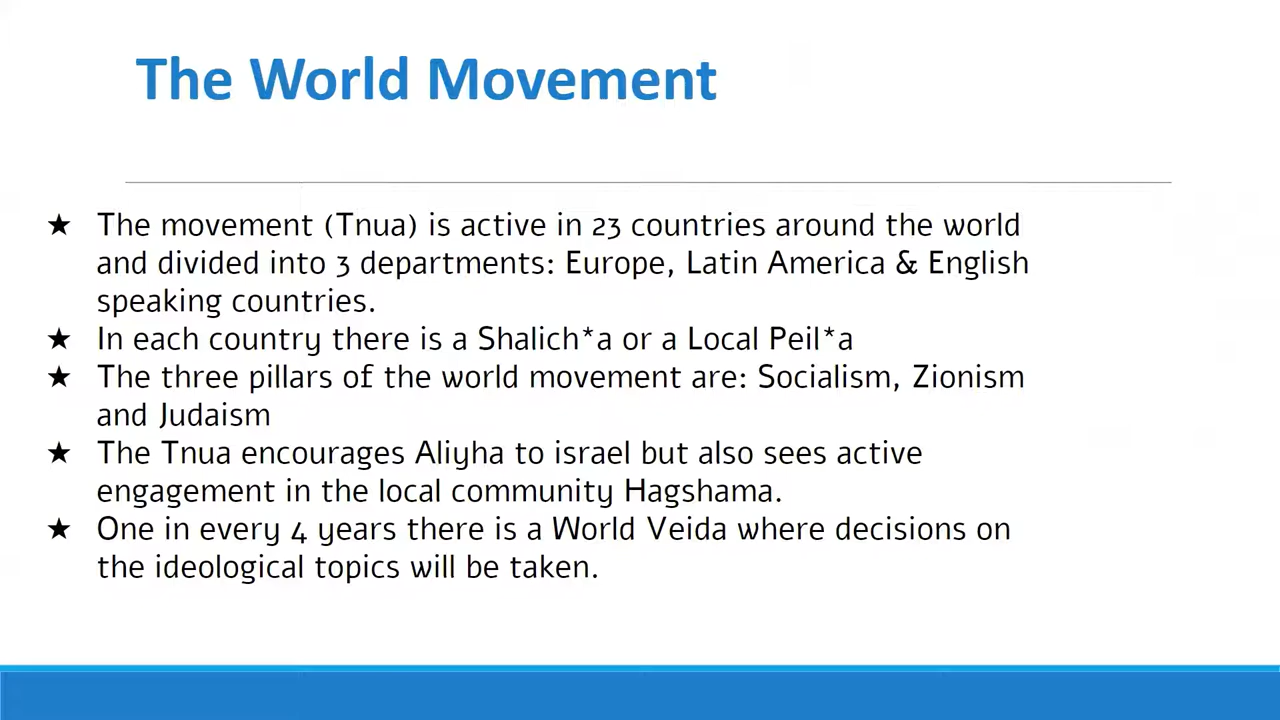 The World Movement
★ The movement (Tnua) is active in 23 countries around the world
and divided into 3 departments: Europe, Latin America & English
speaking countries.
★ In each country there is a Shalich*a or a Local Peil*a
★ The three pillars of the world movement are: Socialism, Zionism
and Judaism
★ The Tnua encourages Aliyha to israel but also sees active
engagement in the local community Hagshama.
★ One in every 4 years there is a World Veida where decisions on
the ideological topics will be taken.